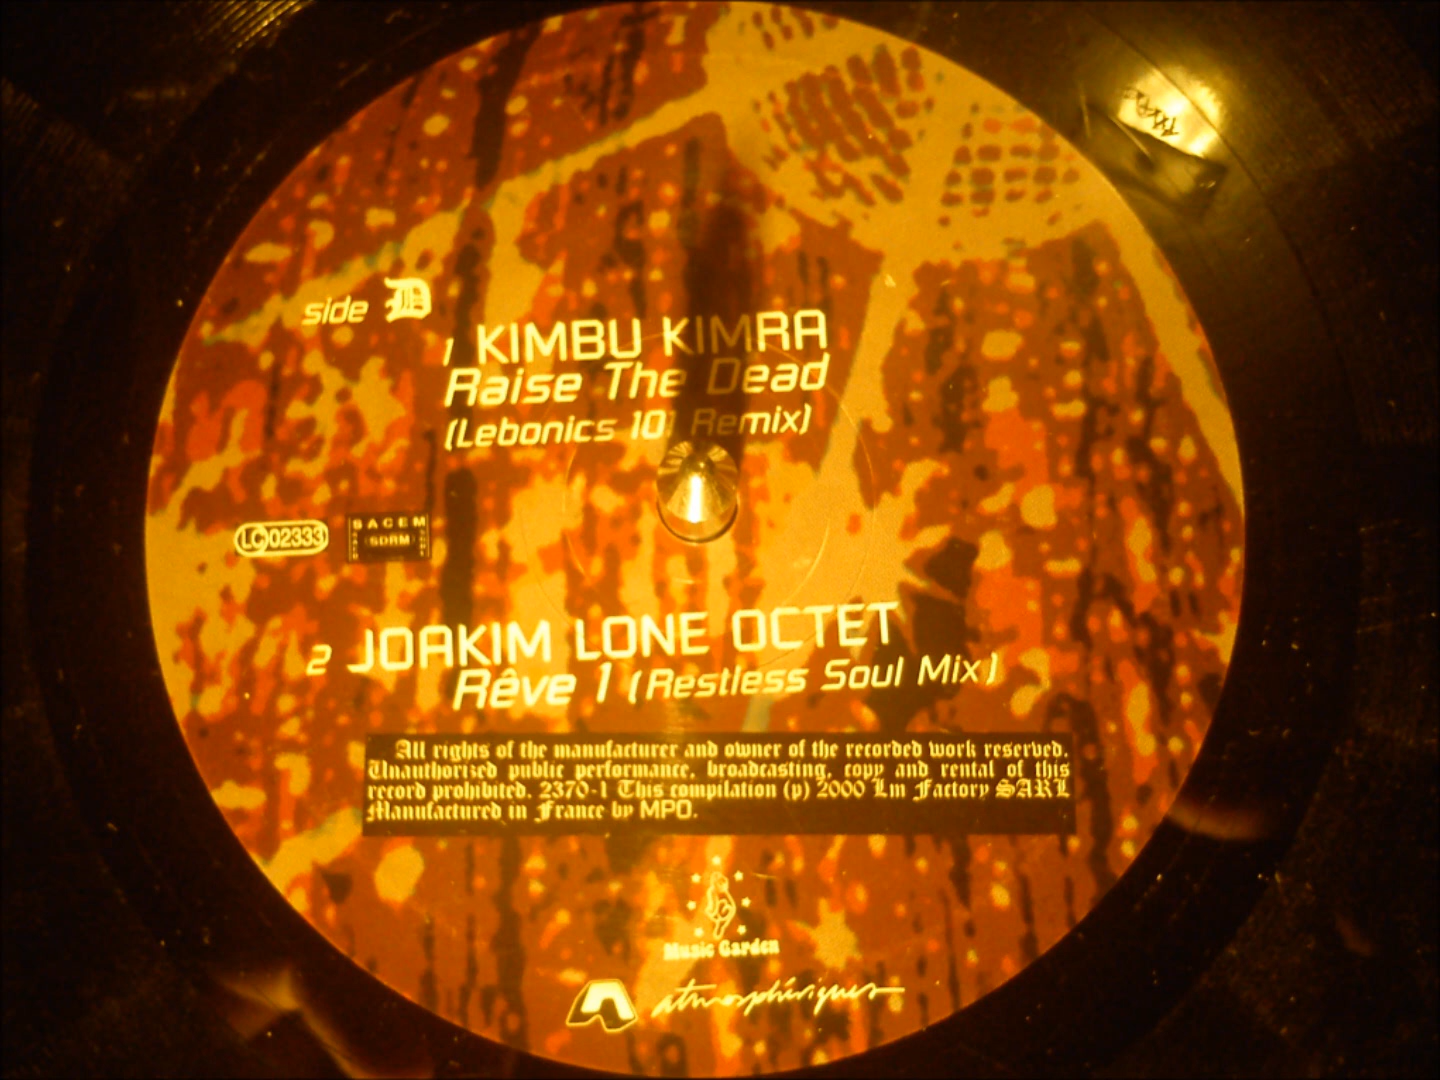 side D
1 KIMBU KIMRA
Raise The Dead
(Lebonics 101 Remix)
LC 02333
SACEM
SDRM
2 JOAKIM LONE OCTET
Rêve 1 (Restless Soul Mix)
All rights of the manufacturer and owner of the recorded work reserved.
Unauthorized public performance, broadcasting, copy and rental of this
record prohibited. 2370-1 This compilation (p) 2000 Lm Factory SARL
Manufactured in France by MPO.
Music Garden
atmosphériques